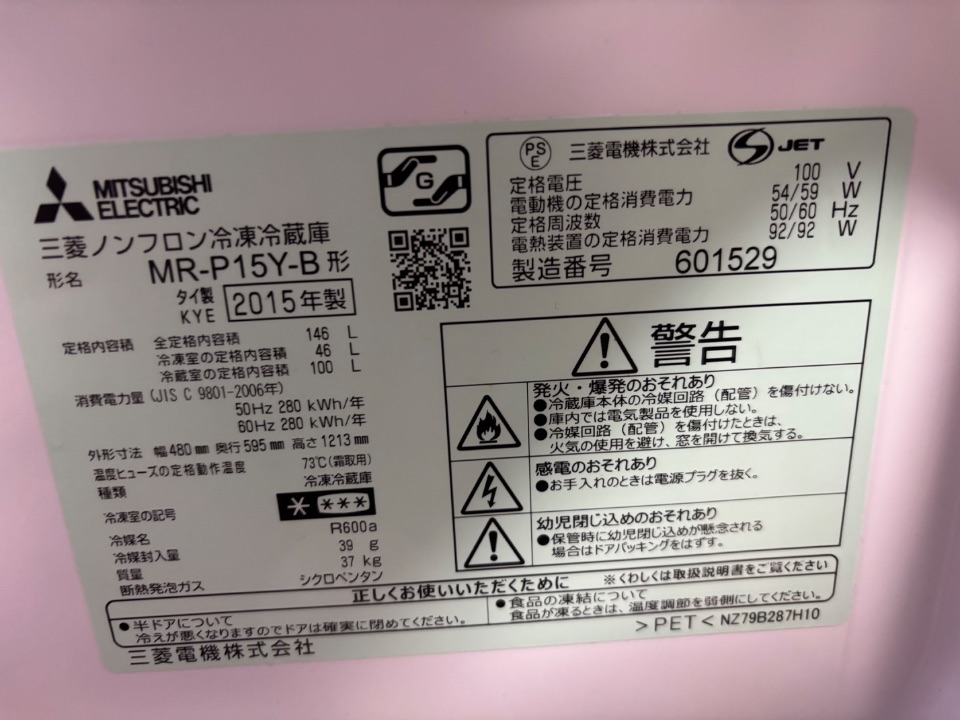 MITSUBISHI
ELECTRIC
三菱ノンフロン冷凍冷蔵庫
形名 MR-P15Y-B 形
タイ製
KYE 2015年製
定格内容積 全定格内容積 146 L
冷凍室の定格内容積 46 L
冷蔵室の定格内容積 100 L
消費電力量 (JIS C 9801-2006年)
50Hz 280 kWh/年
60Hz 280 kWh/年
外形寸法 幅480mm 奥行595mm 高さ1213mm
温度ヒューズの定格動作温度 73℃(霜取用)
種類 冷凍冷蔵庫
冷凍室の記号 * ***
冷媒名 R600a
冷媒封入量 39 g
質量 37 kg
断熱発泡ガス シクロペンタン
G
PS
E 三菱電機株式会社 JET
定格電圧 100 V
電動機の定格消費電力 54/59 W
定格周波数 50/60 Hz
電熱装置の定格消費電力 92/92 W
製造番号 601529
警告
発火・爆発のおそれあり
●冷蔵庫本体の冷媒回路(配管)を傷付けない。
●庫内では電気製品を使用しない。
●冷媒回路(配管)を傷付けたときは、
火気の使用を避け、窓を開けて換気する。
感電のおそれあり
●お手入れのときは電源プラグを抜く。
幼児閉じ込めのおそれあり
●保管時に幼児閉じ込めが懸念される
場合はドアパッキングをはずす。
正しくお使いいただくために ※くわしくは取扱説明書をご覧ください
●半ドアについて
冷えが悪くなりますのでドアは確実に閉めてください。
●食品の凍結について
食品が凍るときは、温度調節を弱側にしてください。
三菱電機株式会社
>PET< NZ79B287H10